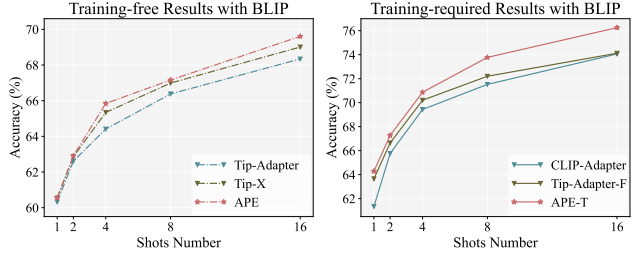 Training-free Results with BLIP
Accuracy (%)
70
68
66
64
62
60
Tip-Adapter
Tip-X
APE
1 2 4 8 16
Shots Number
Training-required Results with BLIP
Accuracy (%)
76
74
72
70
68
66
64
62
CLIP-Adapter
Tip-Adapter-F
APE-T
1 2 4 8 16
Shots Number